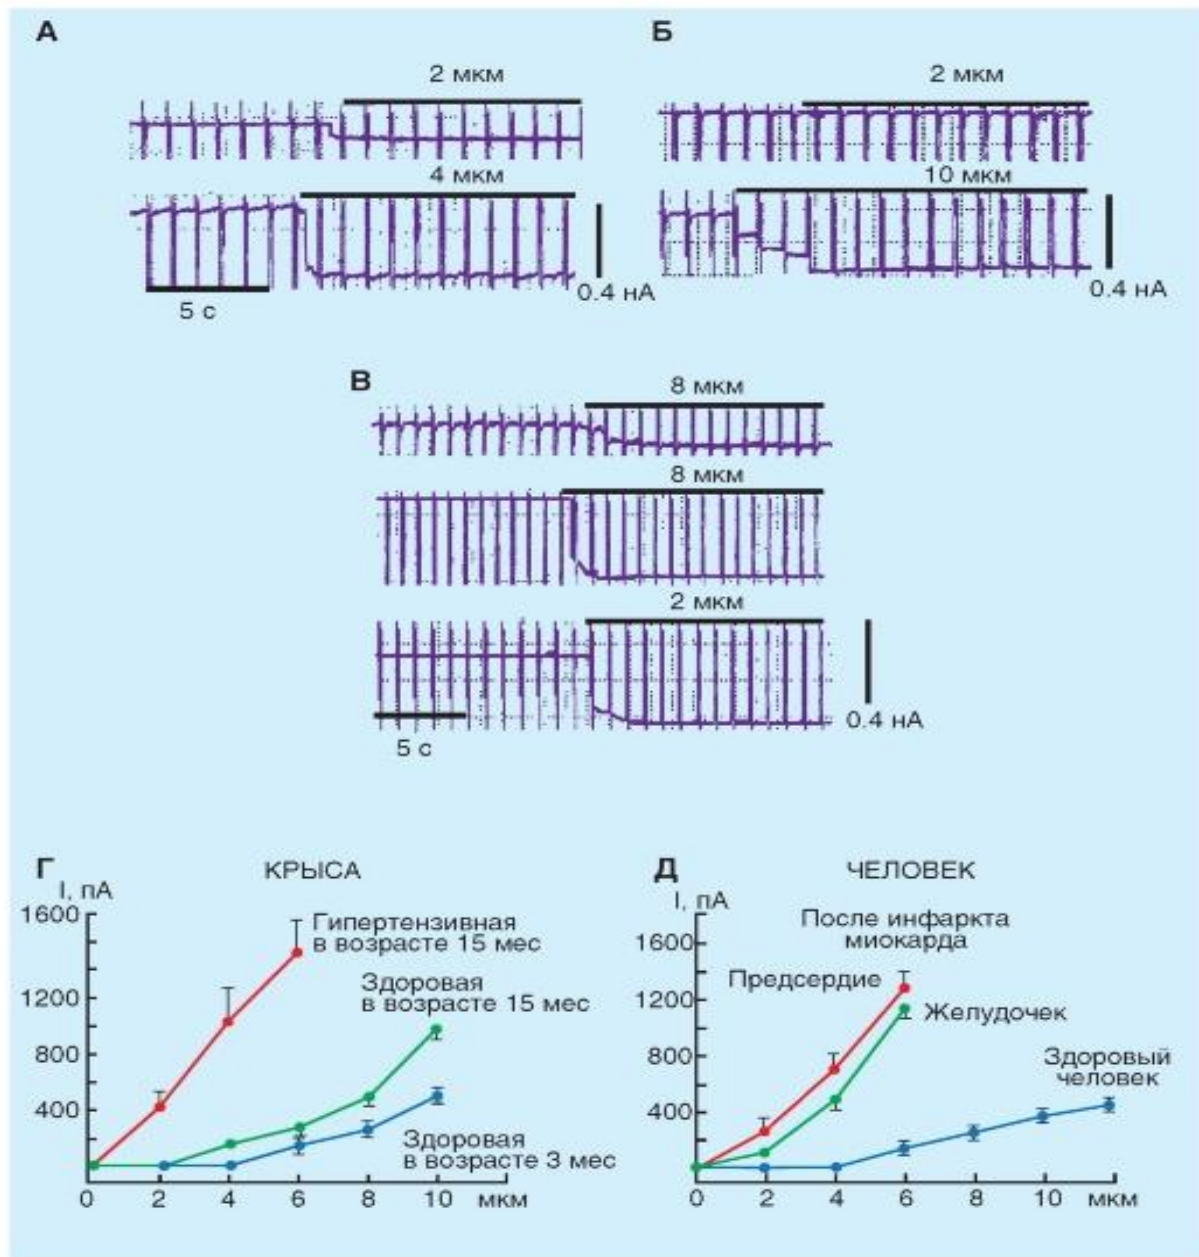 А
Б
2 мкм
2 мкм
4 мкм
10 мкм
5 с
0.4 нА
0.4 нА
В
8 мкм
8 мкм
2 мкм
5 с
0.4 нА
Г
КРЫСА
I, пА
1600
1200
800
400
0
2
4
6
8
10
мкм
Гипертензивная
в возрасте 15 мес
Здоровая
в возрасте 15 мес
Здоровая
в возрасте 3 мес
Д
ЧЕЛОВЕК
I, пА
1600
1200
800
400
0
2
4
6
8
10
мкм
После инфаркта
миокарда
Предсердие
Желудочек
Здоровый
человек